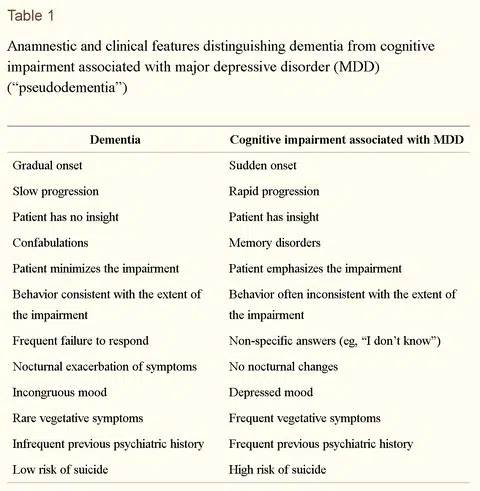 Table 1
Anamnestic and clinical features distinguishing dementia from cognitive
impairment associated with major depressive disorder (MDD)
(“pseudodementia”)
Dementia Cognitive impairment associated with MDD
Gradual onset Sudden onset
Slow progression Rapid progression
Patient has no insight Patient has insight
Confabulations Memory disorders
Patient minimizes the impairment Patient emphasizes the impairment
Behavior consistent with the extent of Behavior often inconsistent with the extent of
the impairment the impairment
Frequent failure to respond Non-specific answers (eg, “I don’t know”)
Nocturnal exacerbation of symptoms No nocturnal changes
Incongruous mood Depressed mood
Rare vegetative symptoms Frequent vegetative symptoms
Infrequent previous psychiatric history Frequent previous psychiatric history
Low risk of suicide High risk of suicide